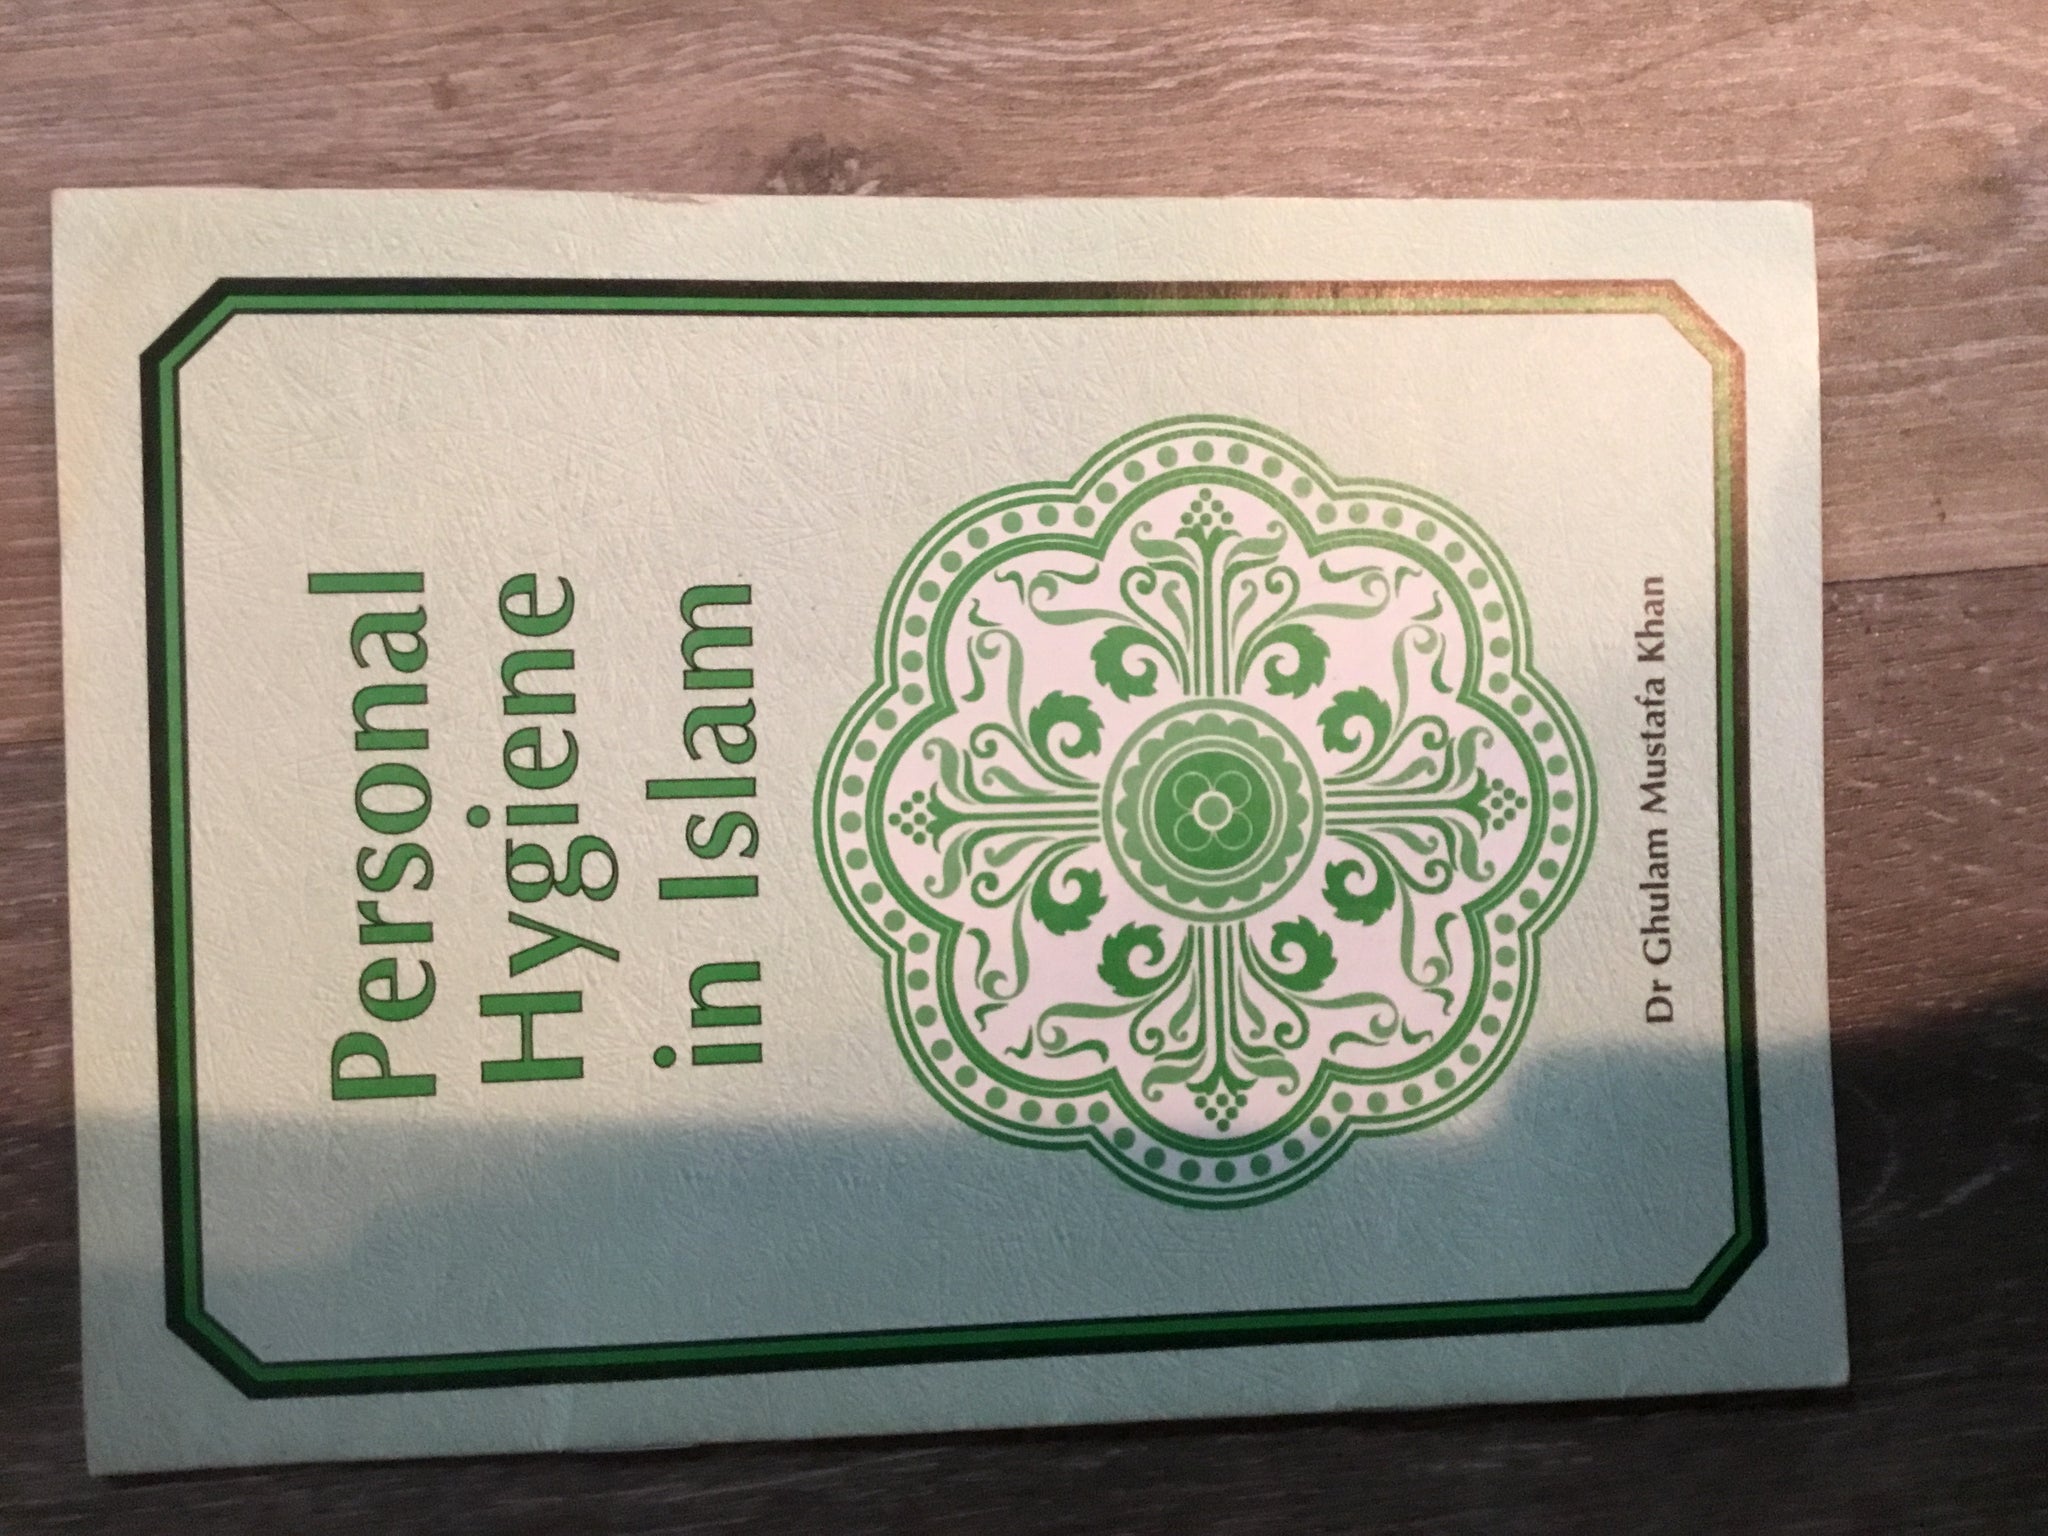 Personal
Hygiene
in Islam
Dr Ghulam Mustafa Khan